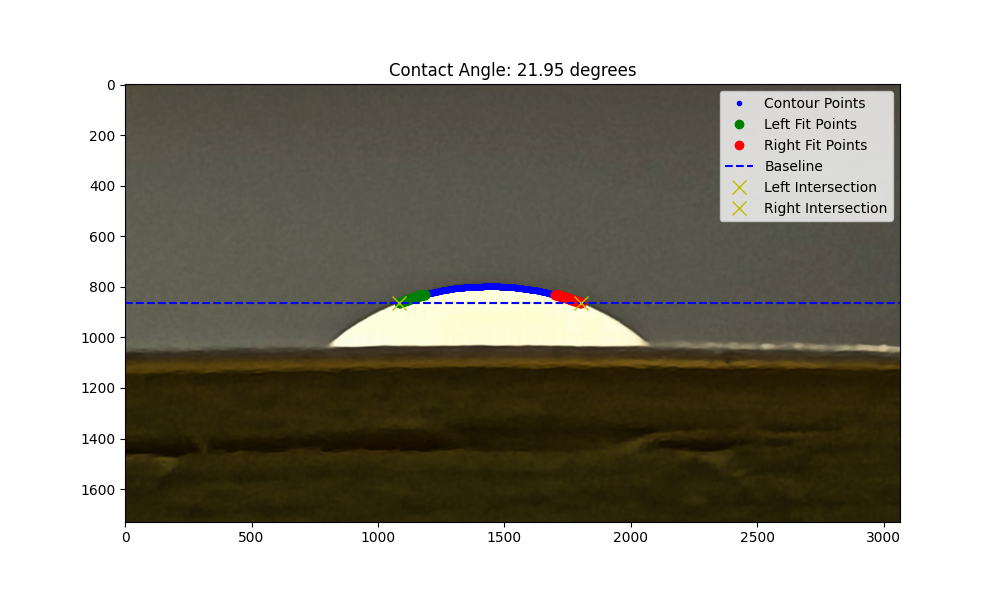 Contact Angle: 21.95 degrees
Contour Points
Left Fit Points
Right Fit Points
Baseline
Left Intersection
Right Intersection
0
200
400
600
800
1000
1200
1400
1600
0 500 1000 1500 2000 2500 3000